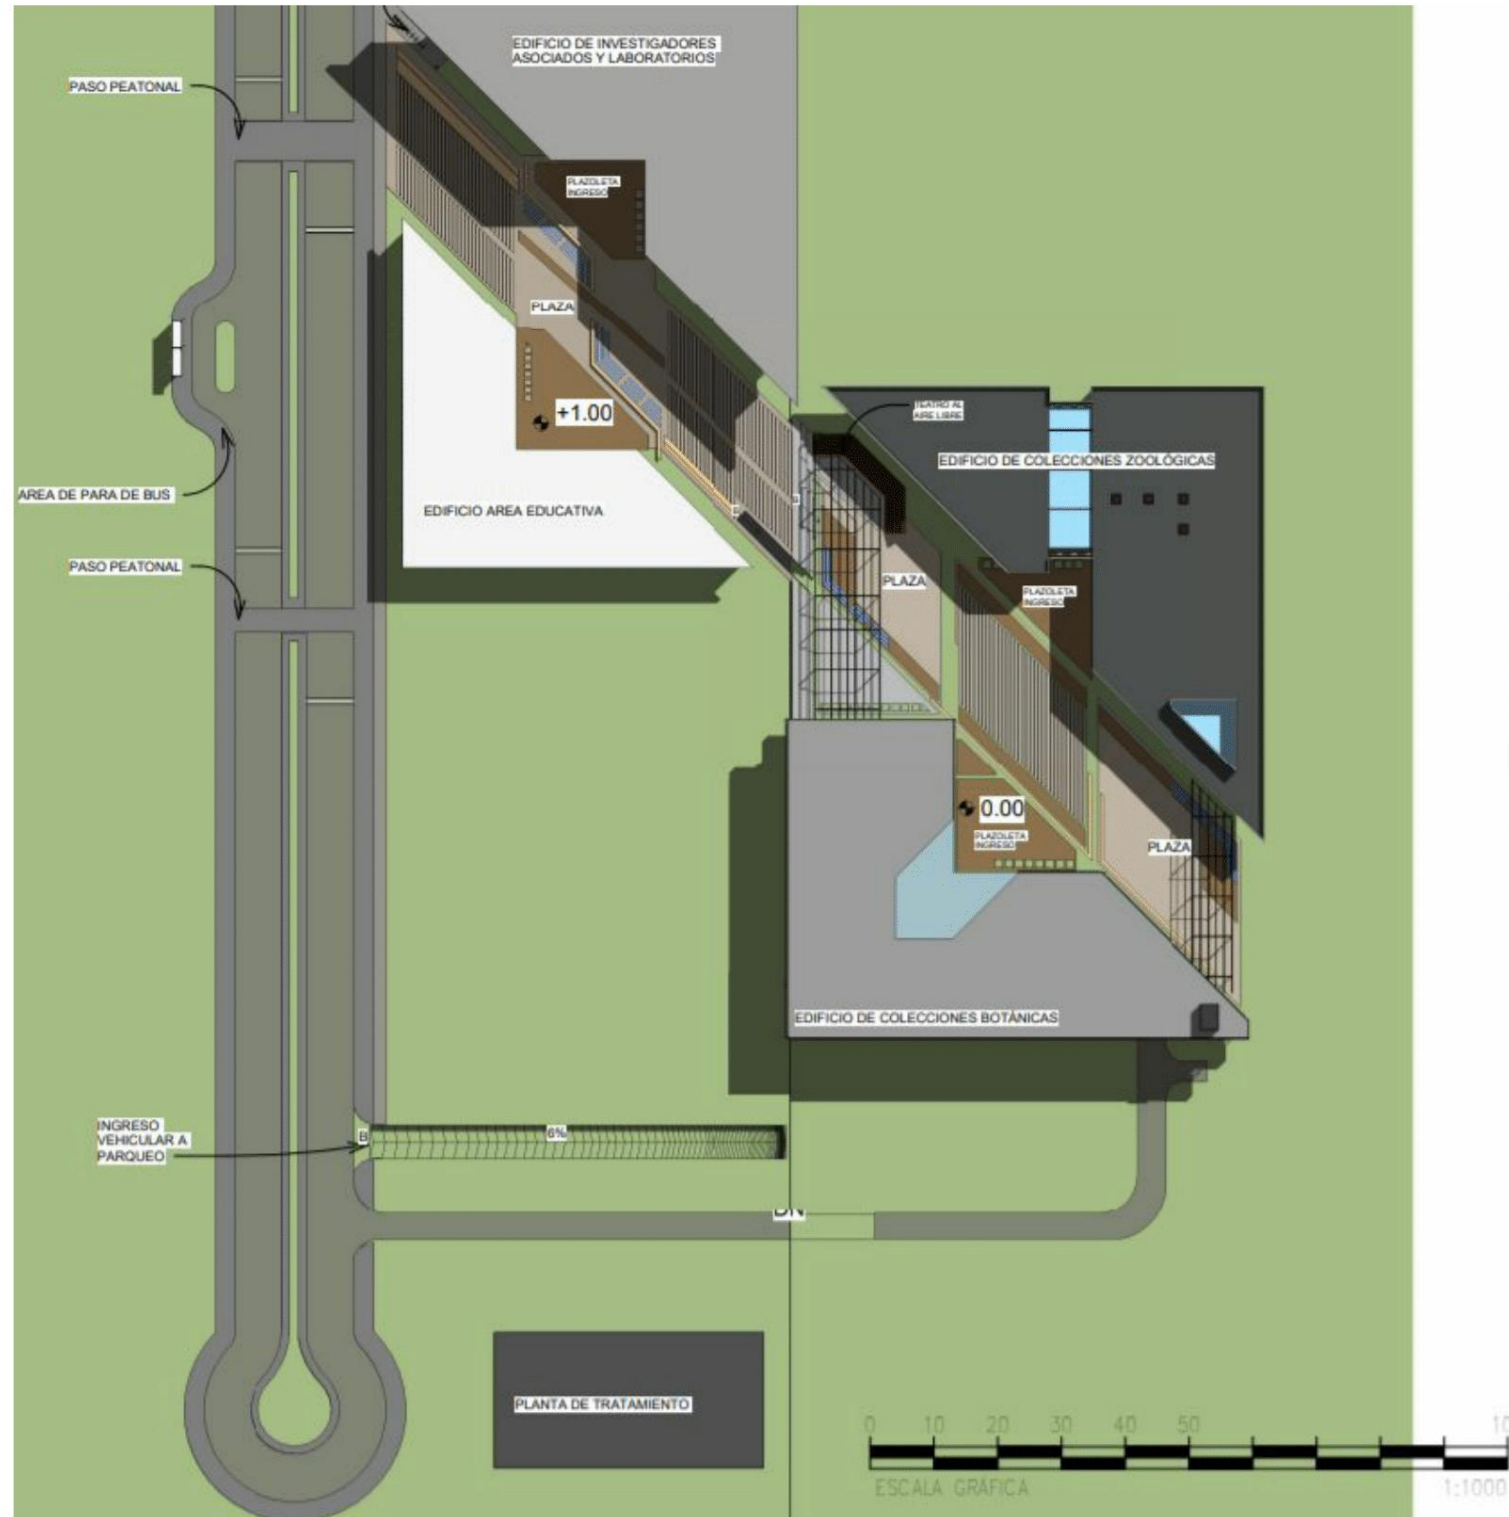 EDIFICIO DE INVESTIGADORES
ASOCIADOS Y LABORATORIOS
PASO PEATONAL
PLAZOLETA
INGRESO
PLAZA
+1.00
TEATRO AL
AIRE LIBRE
EDIFICIO DE COLECCIONES ZOOLÓGICAS
AREA DE PARA DE BUS
EDIFICIO AREA EDUCATIVA
PASO PEATONAL
PLAZA
PLAZOLETA
INGRESO
0.00
PLAZOLETA
INGRESO
PLAZA
EDIFICIO DE COLECCIONES BOTÁNICAS
INGRESO
VEHICULAR A
PARQUEO
B
6%
DN
PLANTA DE TRATAMIENTO
0 10 20 30 40 50 10
ESCALA GRÁFICA
1:1000